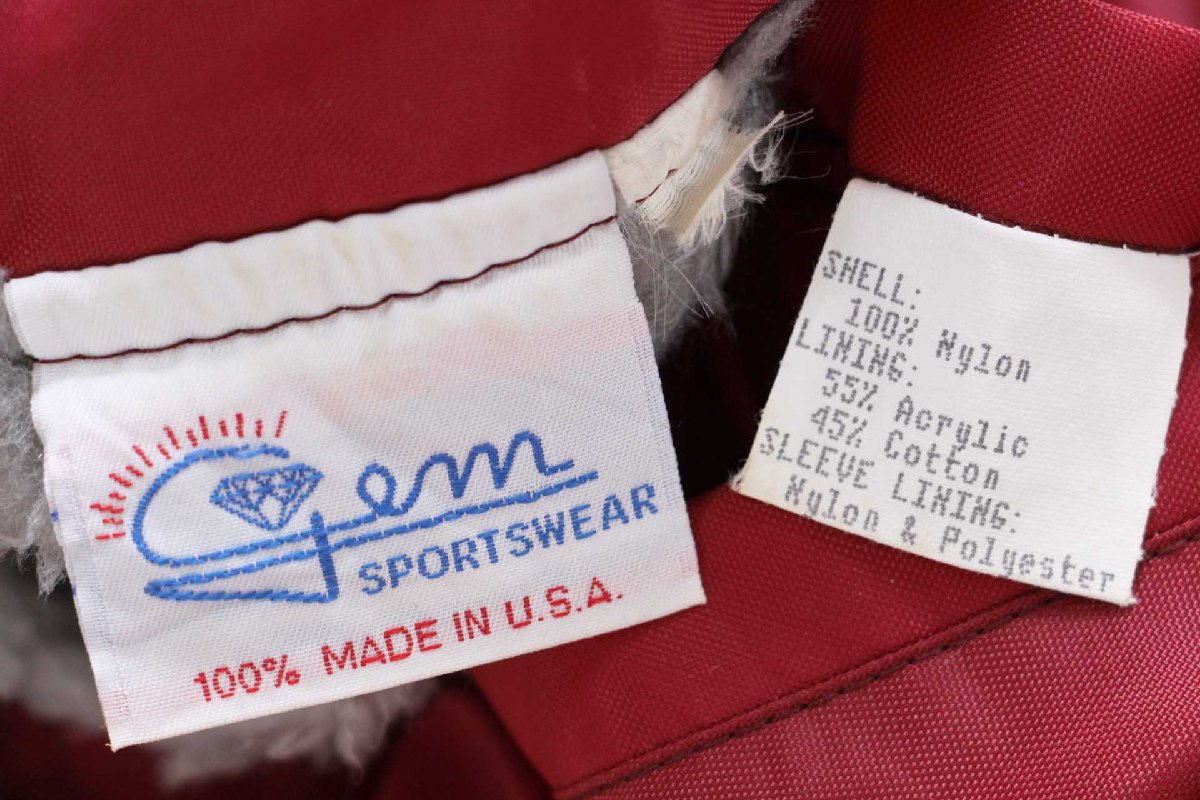 Gem
SPORTSWEAR
100% MADE IN U.S.A.
SHELL:
100% Nylon
LINING:
55% Acrylic
45% Cotton
SLEEVE LINING:
Nylon & Polyester